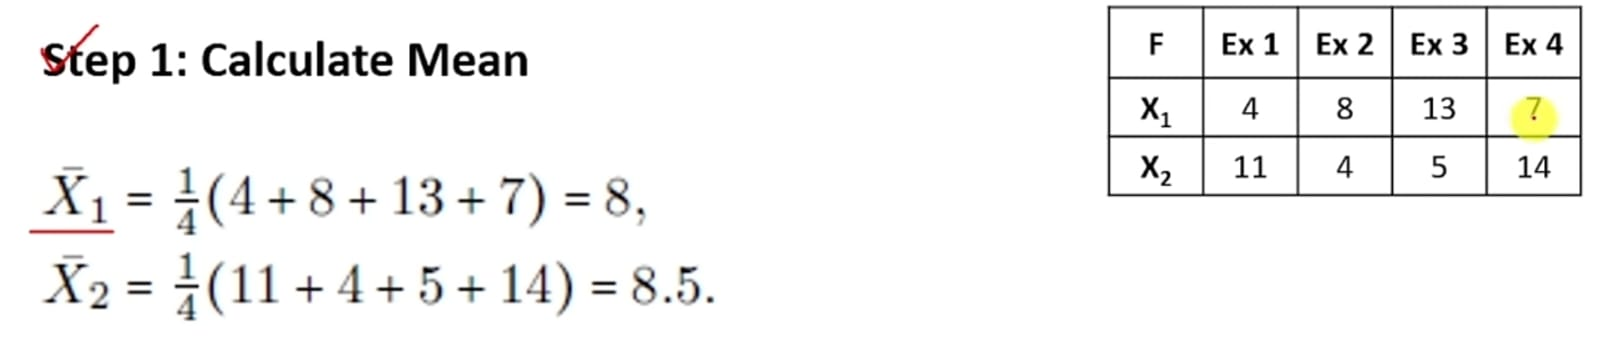 Step 1: Calculate Mean
X̄₁ = ¼(4 + 8 + 13 + 7) = 8,
X̄₂ = ¼(11 + 4 + 5 + 14) = 8.5.
F Ex 1 Ex 2 Ex 3 Ex 4
X₁ 4 8 13 7
X₂ 11 4 5 14